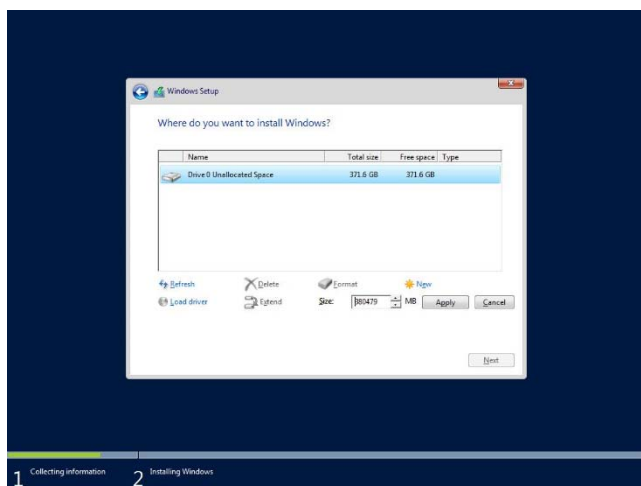 Windows Setup
Where do you want to install Windows?
Name Total size Free space Type
Drive 0 Unallocated Space 371.6 GB 371.6 GB
Refresh Delete Format New
Load driver Extend Size: 380479 MB Apply Cancel
Next
1 Collecting information 2 Installing Windows